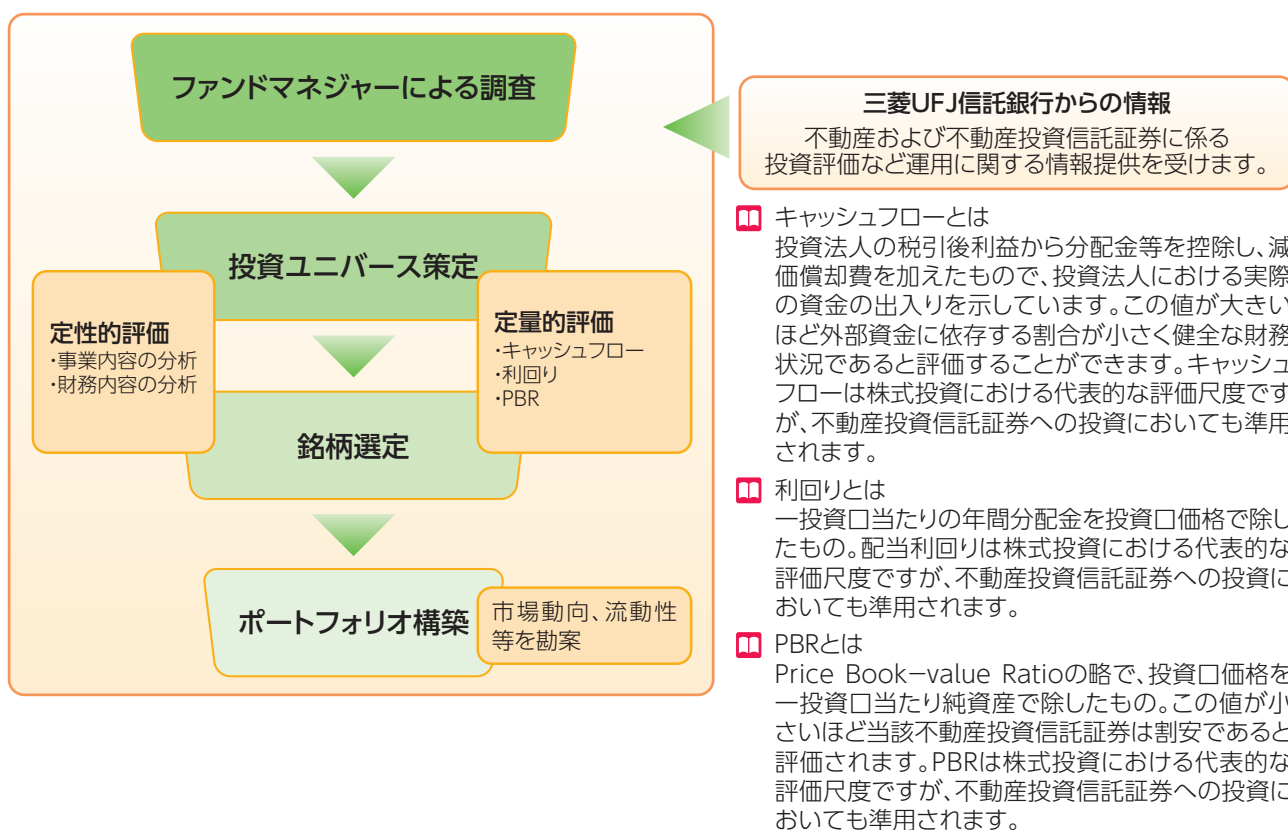 ファンドマネジャーによる調査
投資ユニバース策定
定性的評価
・事業内容の分析
・財務内容の分析
定量的評価
・キャッシュフロー
・利回り
・PBR
銘柄選定
ポートフォリオ構築
市場動向、流動性
等を勘案
三菱UFJ信託銀行からの情報
不動産および不動産投資信託証券に係る
投資評価など運用に関する情報提供を受けます。
キャッシュフローとは
投資法人の税引後利益から分配金等を控除し、減
価償却費を加えたもので、投資法人における実際
の資金の出入りを示しています。この値が大きい
ほど外部資金に依存する割合が小さく健全な財務
状況であると評価することができます。キャッシュ
フローは株式投資における代表的な評価尺度です
が、不動産投資信託証券への投資においても準用
されます。
利回りとは
一投資口当たりの年間分配金を投資口価格で除し
たもの。配当利回りは株式投資における代表的な
評価尺度ですが、不動産投資信託証券への投資に
おいても準用されます。
PBRとは
Price Book－value Ratioの略で、投資口価格を
一投資口当たり純資産で除したもの。この値が小
さいほど当該不動産投資信託証券は割安であると
評価されます。PBRは株式投資における代表的な
評価尺度ですが、不動産投資信託証券への投資に
おいても準用されます。